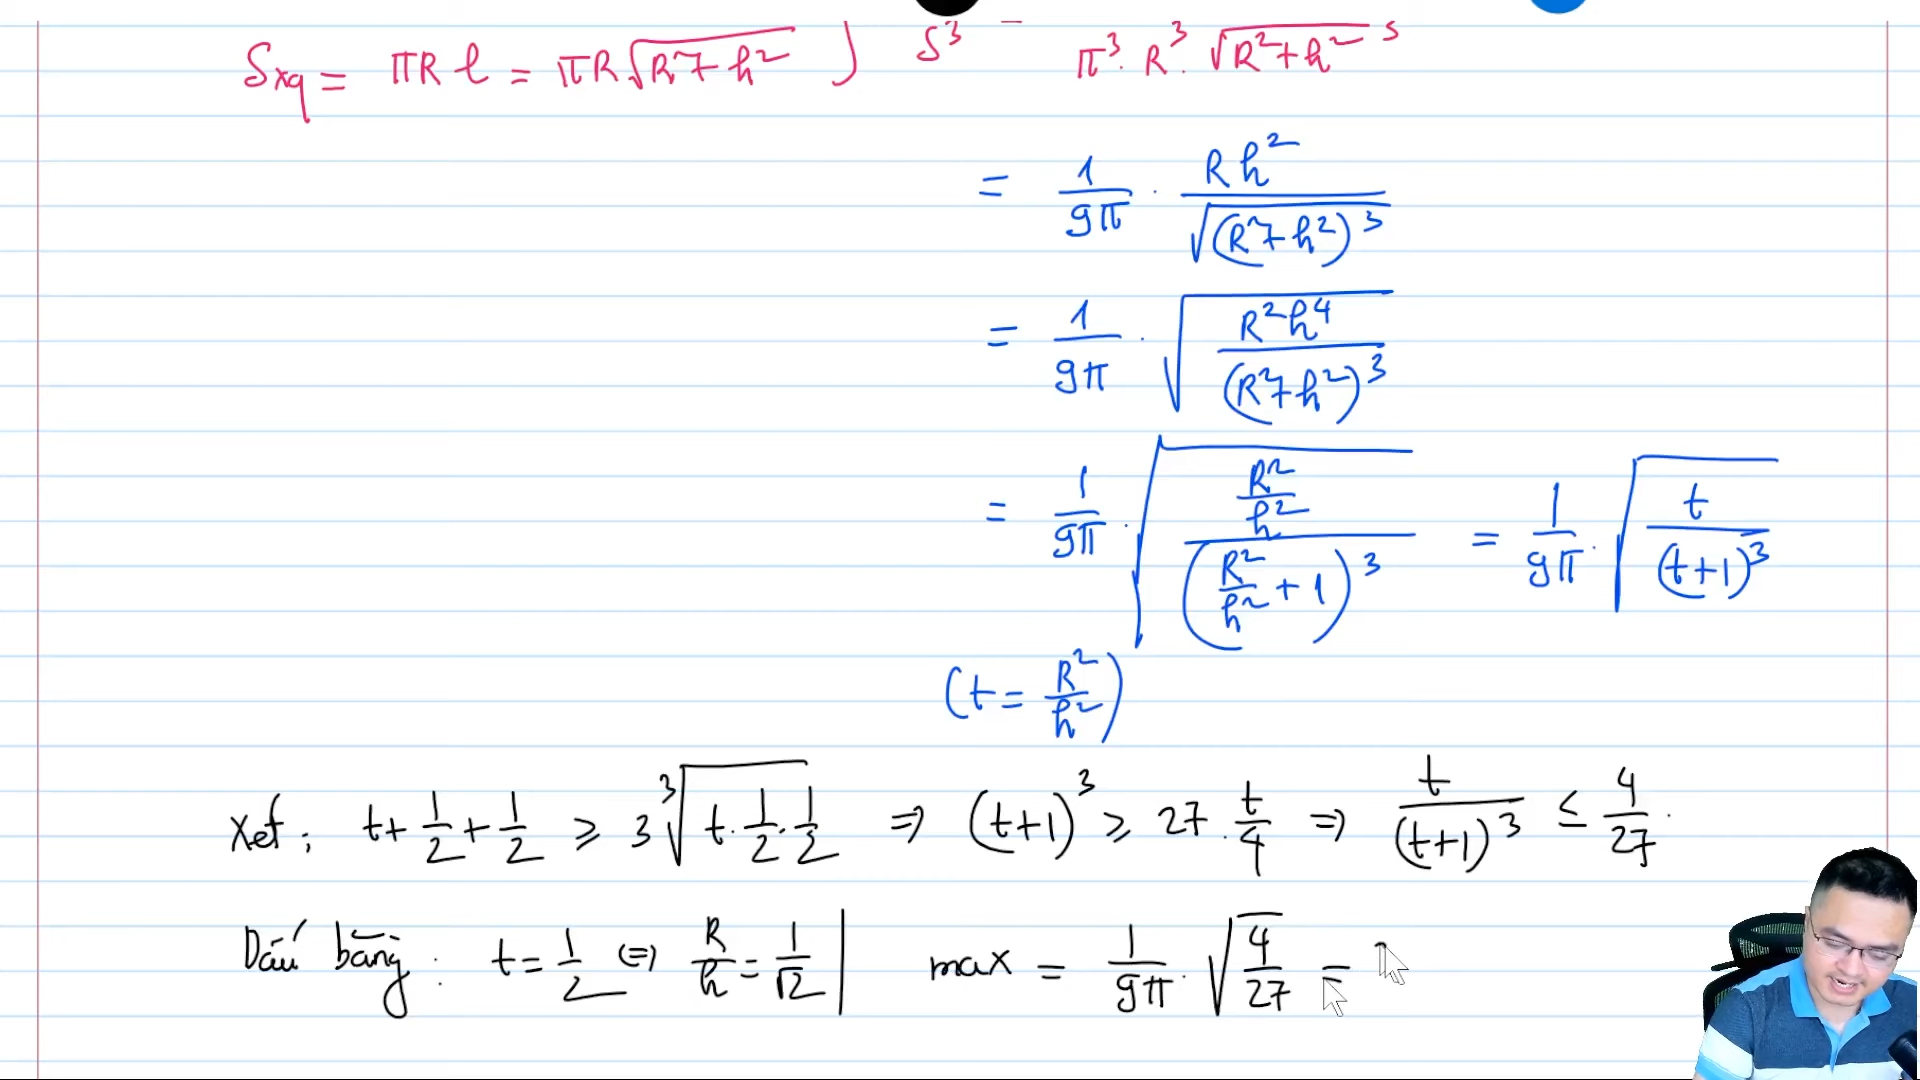 Sxq = πR l = πR√(R²+h²) } S³ = π³ · R³ · √(R²+h²)³
= 1/9π · Rh²/√((R²+h²)³)
= 1/9π · √(R²h⁴/(R²+h²)³)
= 1/9π · √((R²/h²)/(R²/h² + 1)³) = 1/9π · √(t/(t+1)³)
(t = R²/h²)
Xét: t + 1/2 + 1/2 ≥ 3∛(t · 1/2 · 1/2) ⇒ (t+1)³ ≥ 27 · t/4 ⇒ t/(t+1)³ ≤ 4/27 .
Dấu bằng : t = 1/2 ⇔ R/h = 1/√2 | max = 1/9π · √(4/27) =